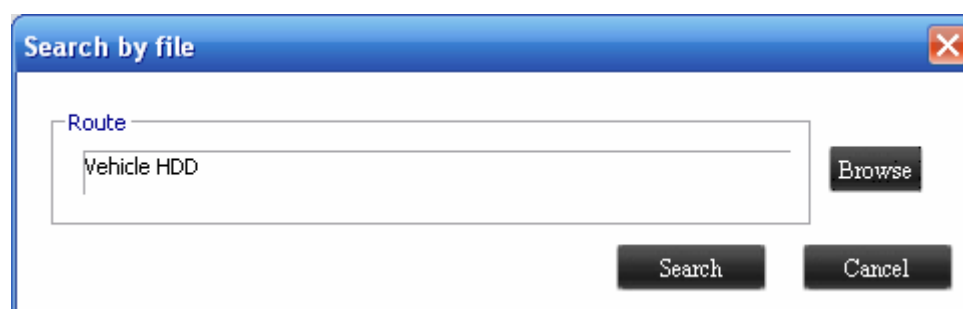 Search by file
Route
Vehicle HDD
Browse
Search
Cancel